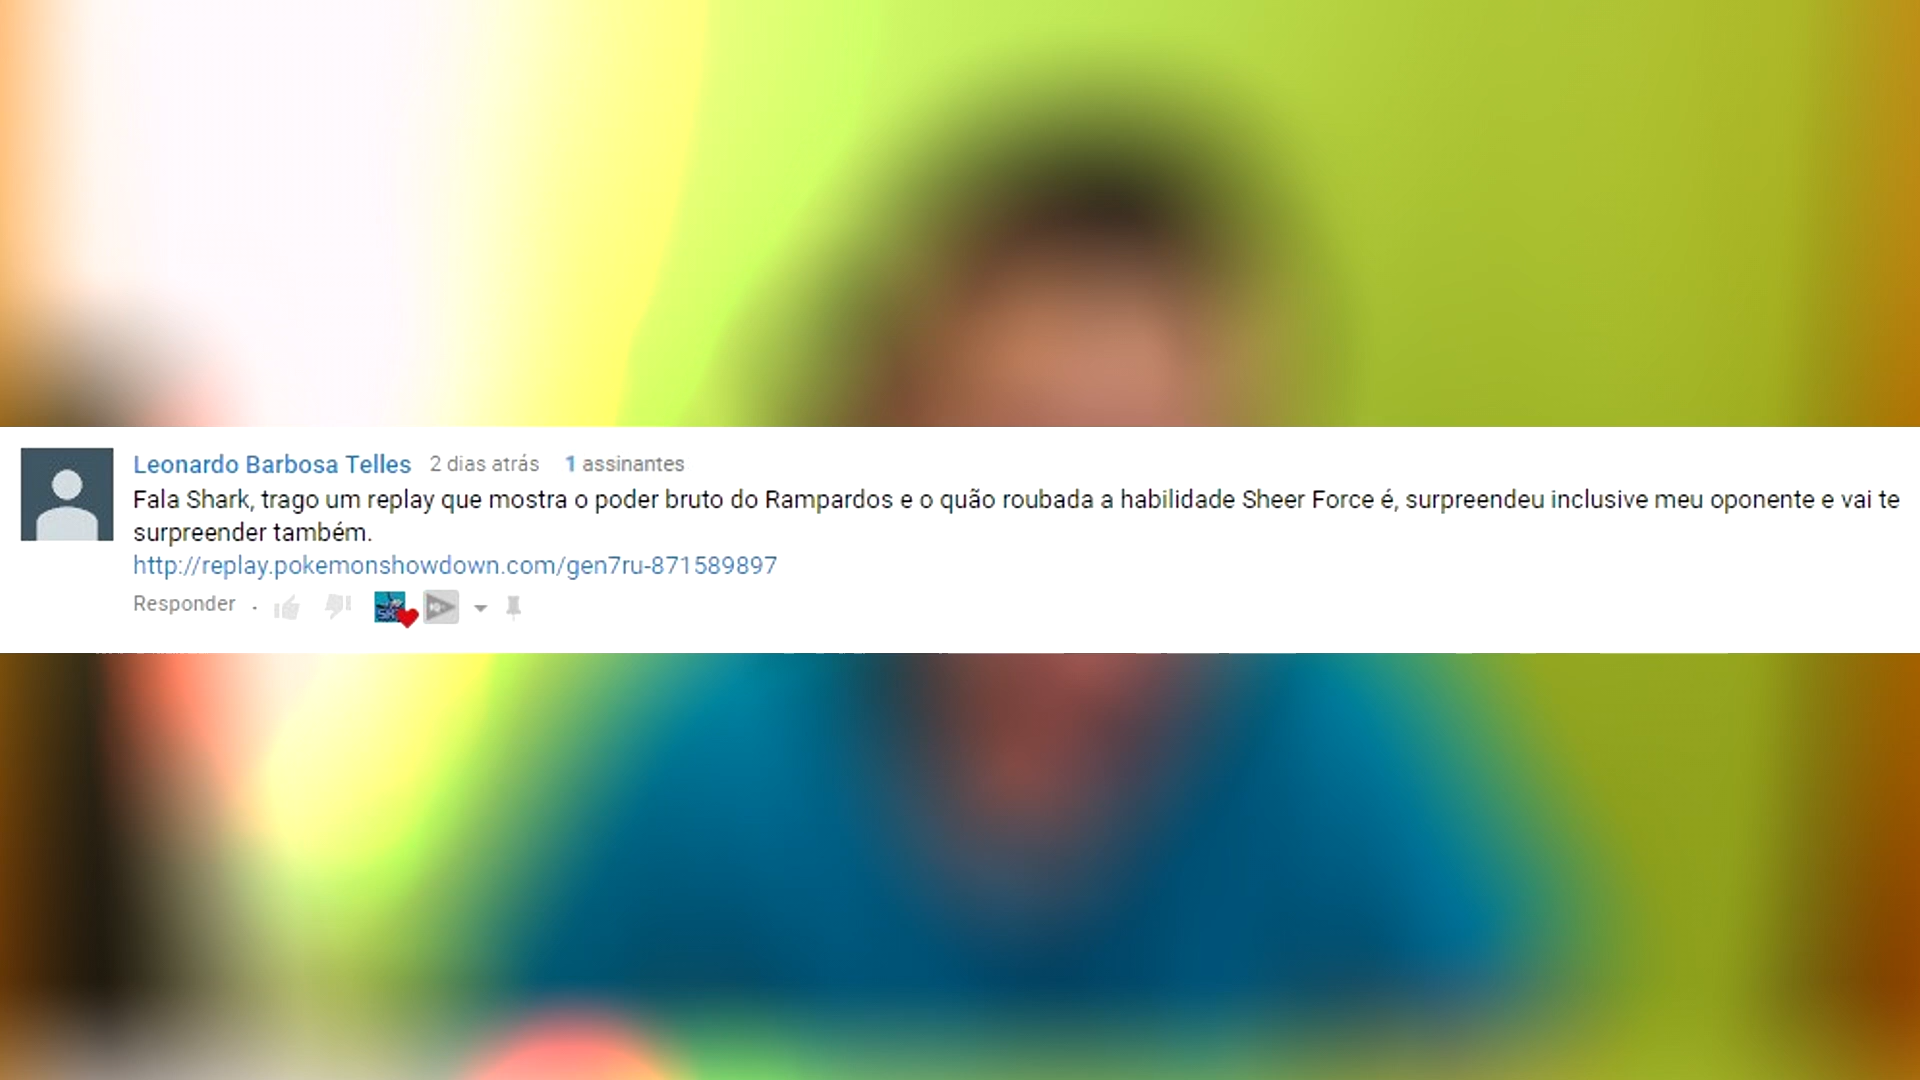 Leonardo Barbosa Telles 2 dias atrás 1 assinantes
Fala Shark, trago um replay que mostra o poder bruto do Rampardos e o quão roubada a habilidade Sheer Force é, surpreendeu inclusive meu oponente e vai te
surpreender também.
http://replay.pokemonshowdown.com/gen7ru-871589897
Responder .